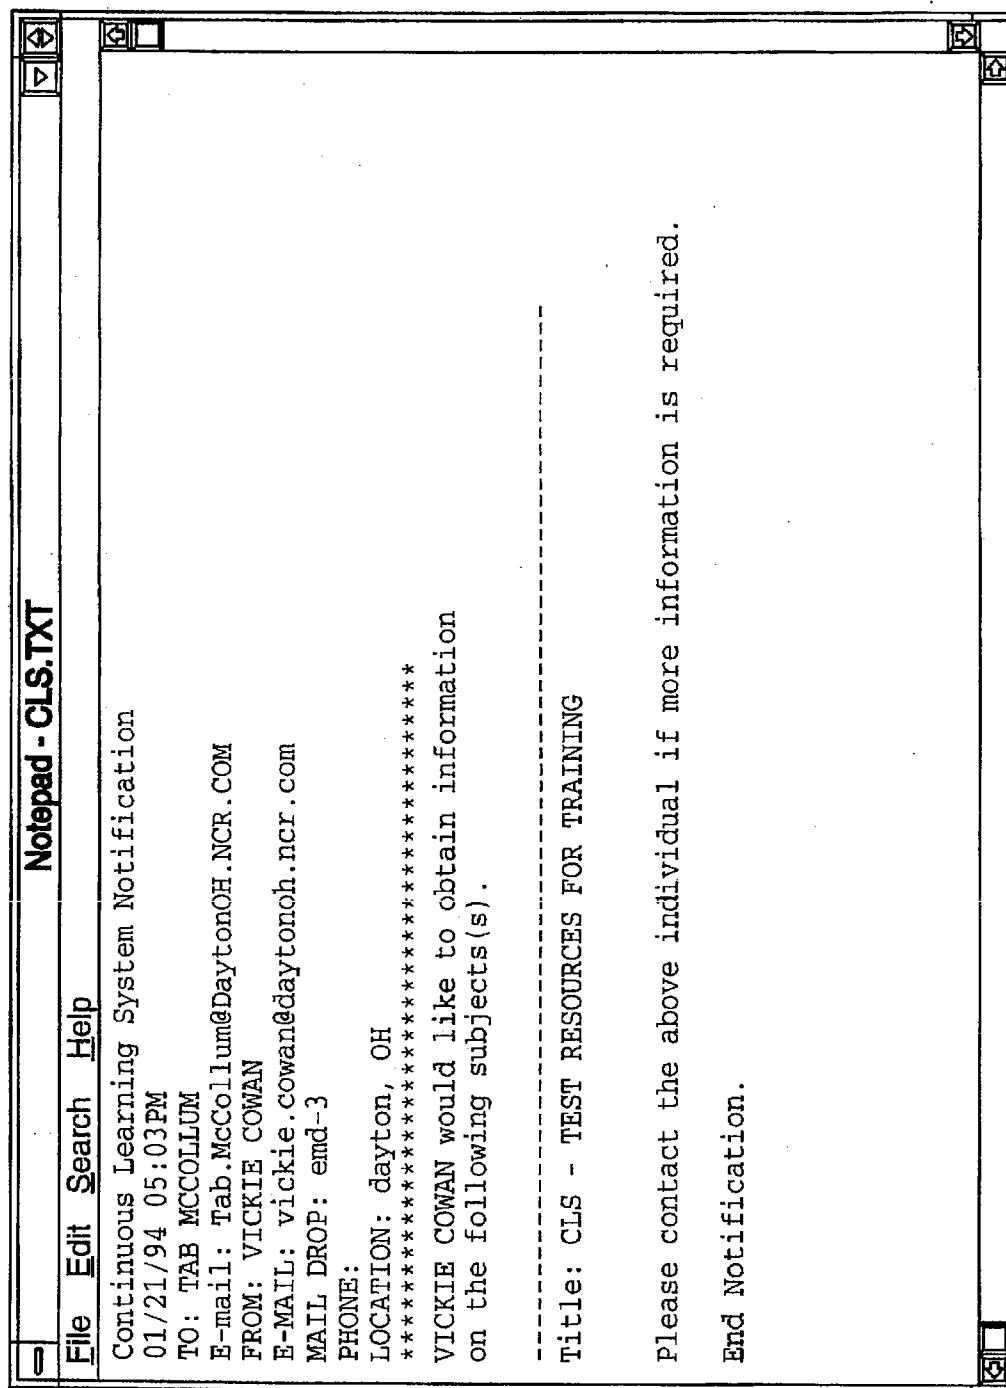 Notepad - CLS.TXT
File Edit Search Help
Continuous Learning System Notification
01/21/94 05:03PM
TO: TAB MCCOLLUM
E-mail: Tab.McCollum@DaytonOH.NCR.COM
FROM: VICKIE COWAN
E-MAIL: vickie.cowan@daytonoh.ncr.com
MAIL DROP: emd-3
PHONE:
LOCATION: dayton, OH
*************************************************
VICKIE COWAN would like to obtain information
on the following subjects(s).
--------------------------------------------------------------------------
Title: CLS - TEST RESOURCES FOR TRAINING
Please contact the above individual if more information is required.
End Notification.